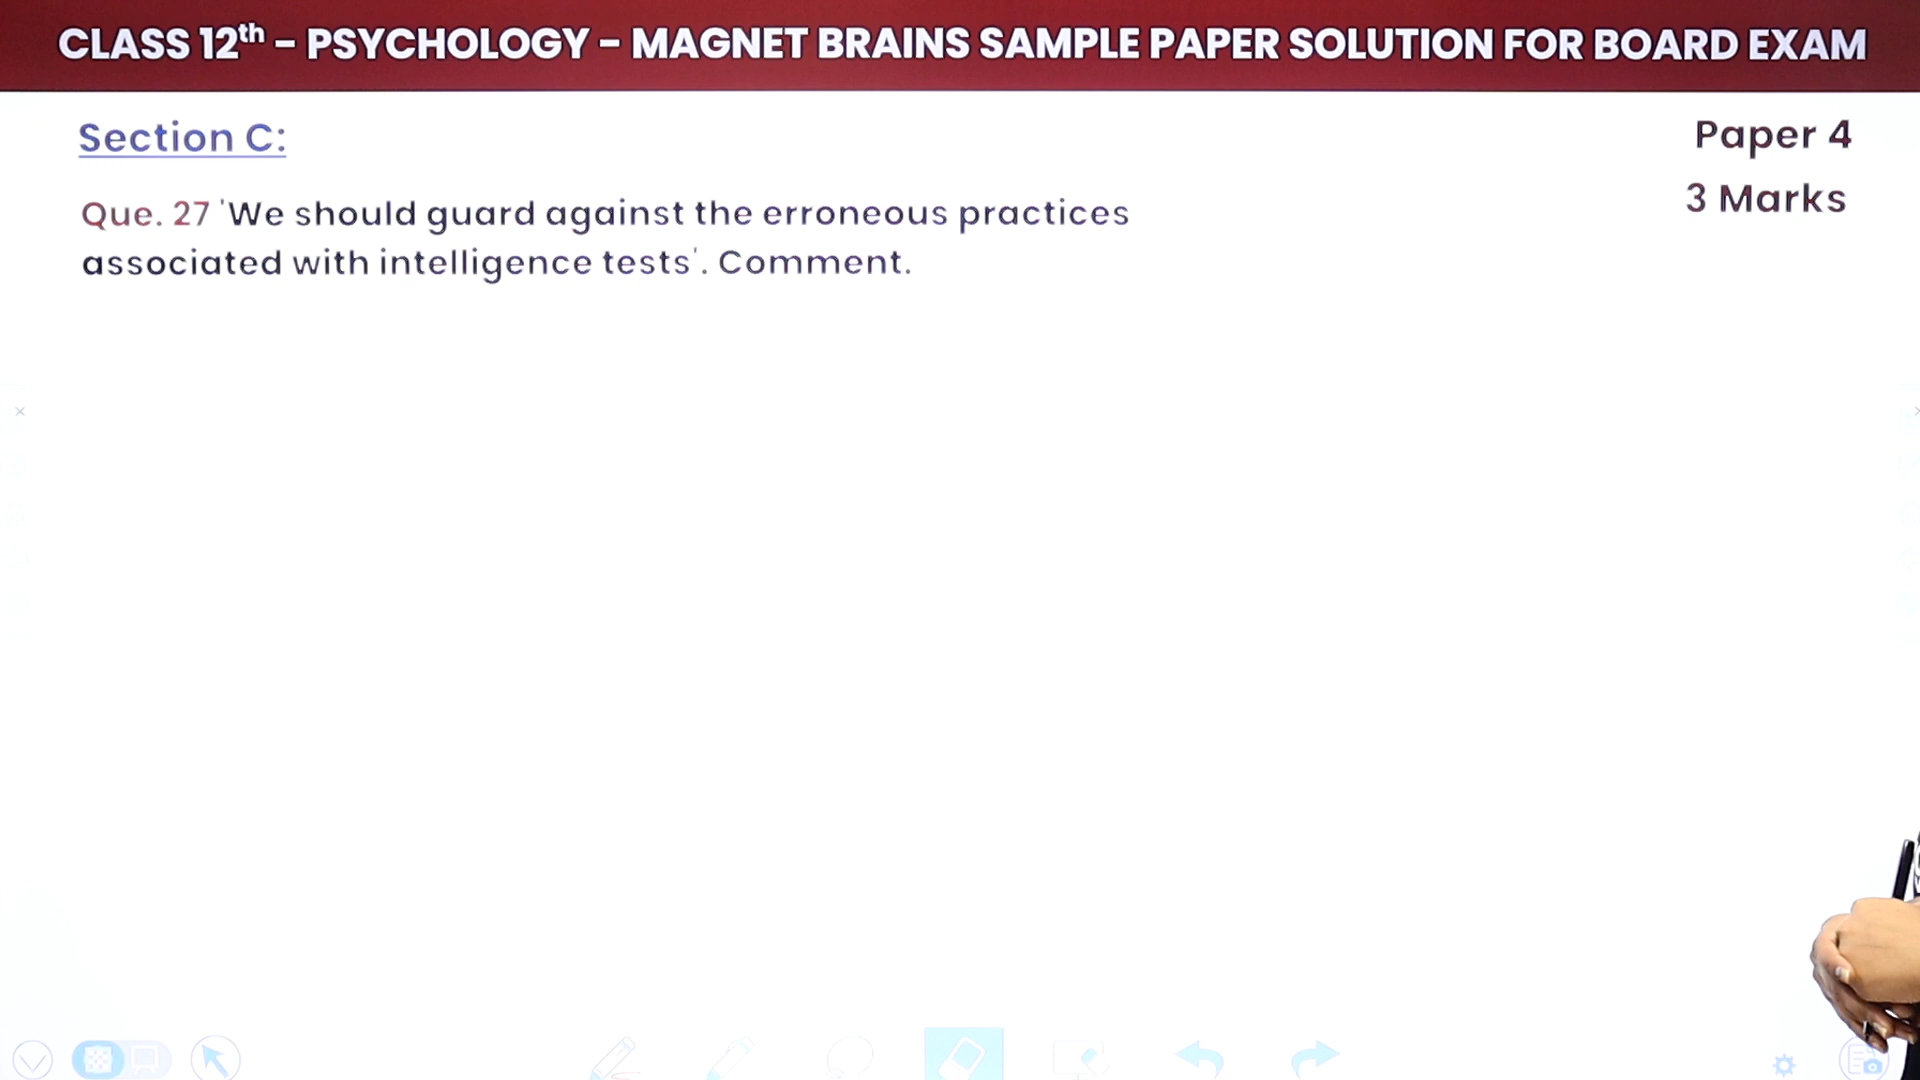 CLASS 12th - PSYCHOLOGY - MAGNET BRAINS SAMPLE PAPER SOLUTION FOR BOARD EXAM
Section C:
Paper 4
3 Marks
Que. 27 'We should guard against the erroneous practices
associated with intelligence tests'. Comment.